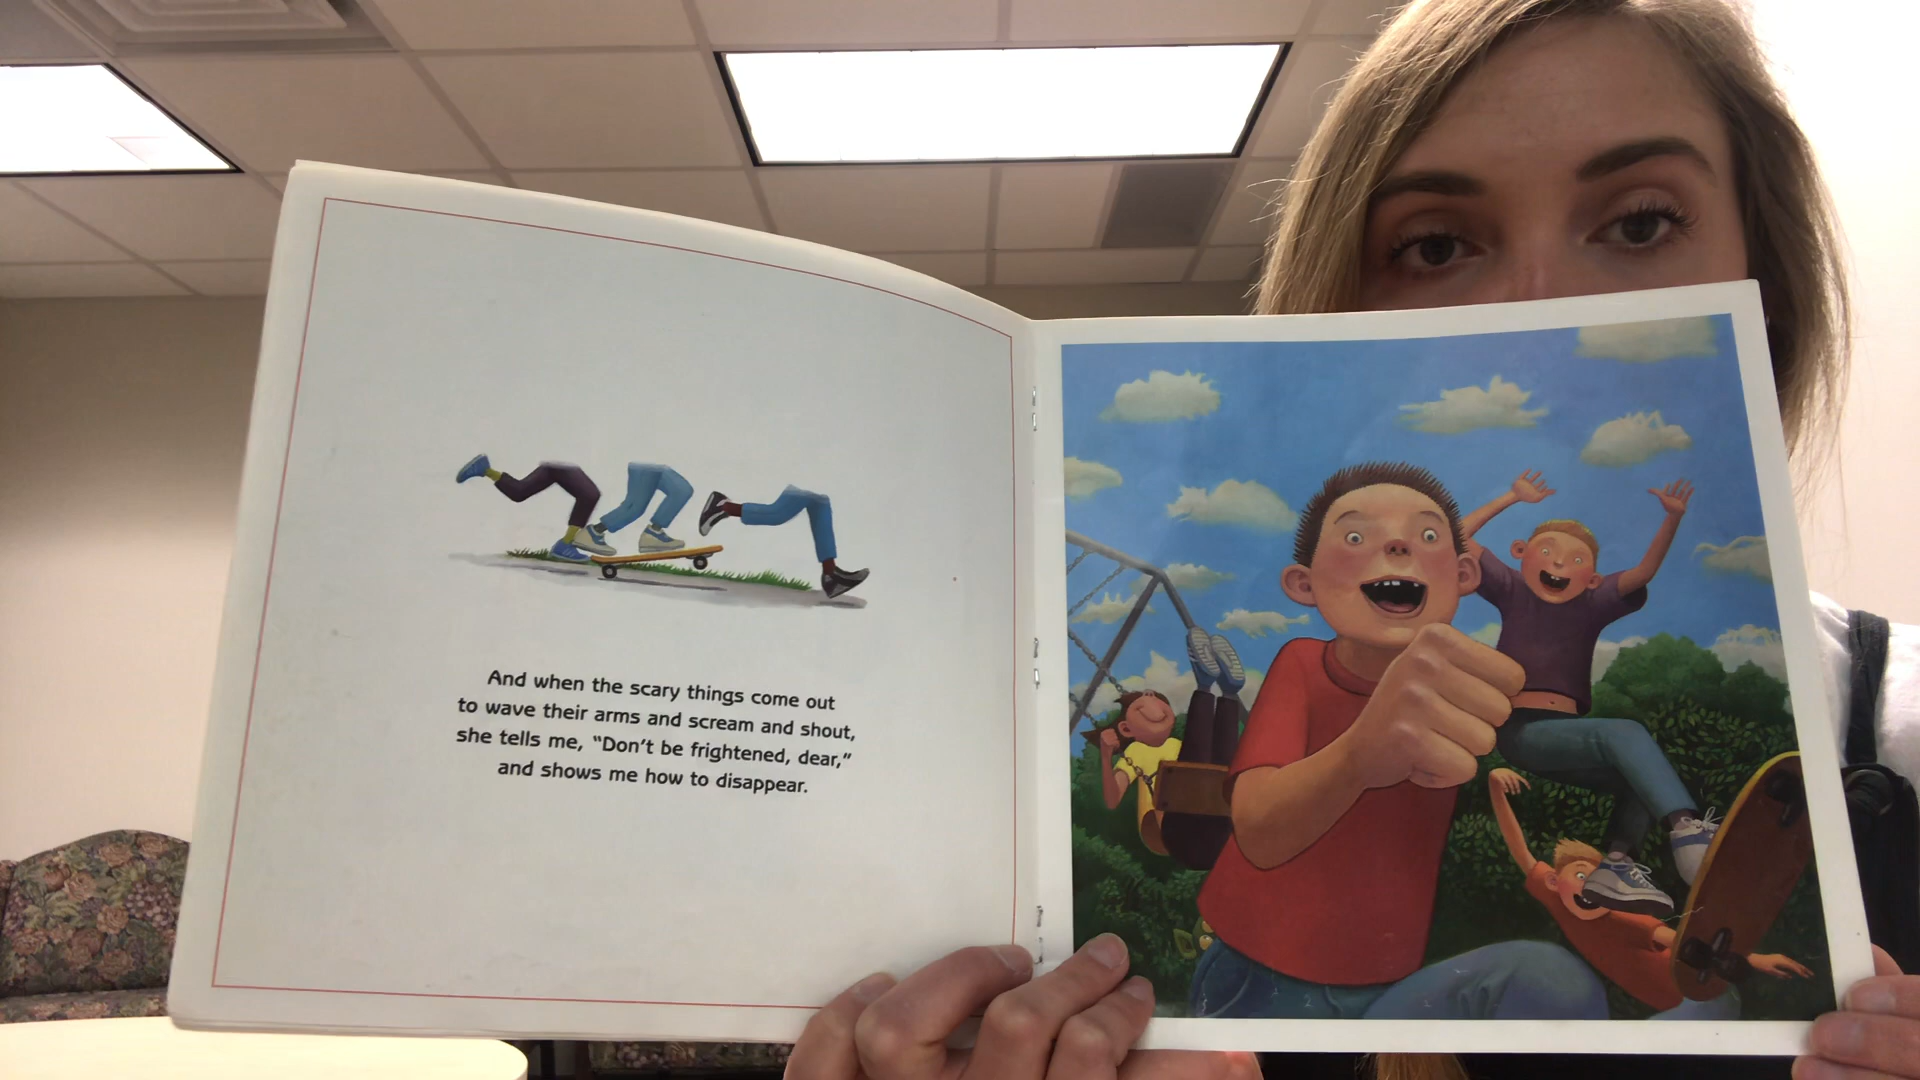 And when the scary things come out
to wave their arms and scream and shout,
she tells me, “Don’t be frightened, dear,”
and shows me how to disappear.